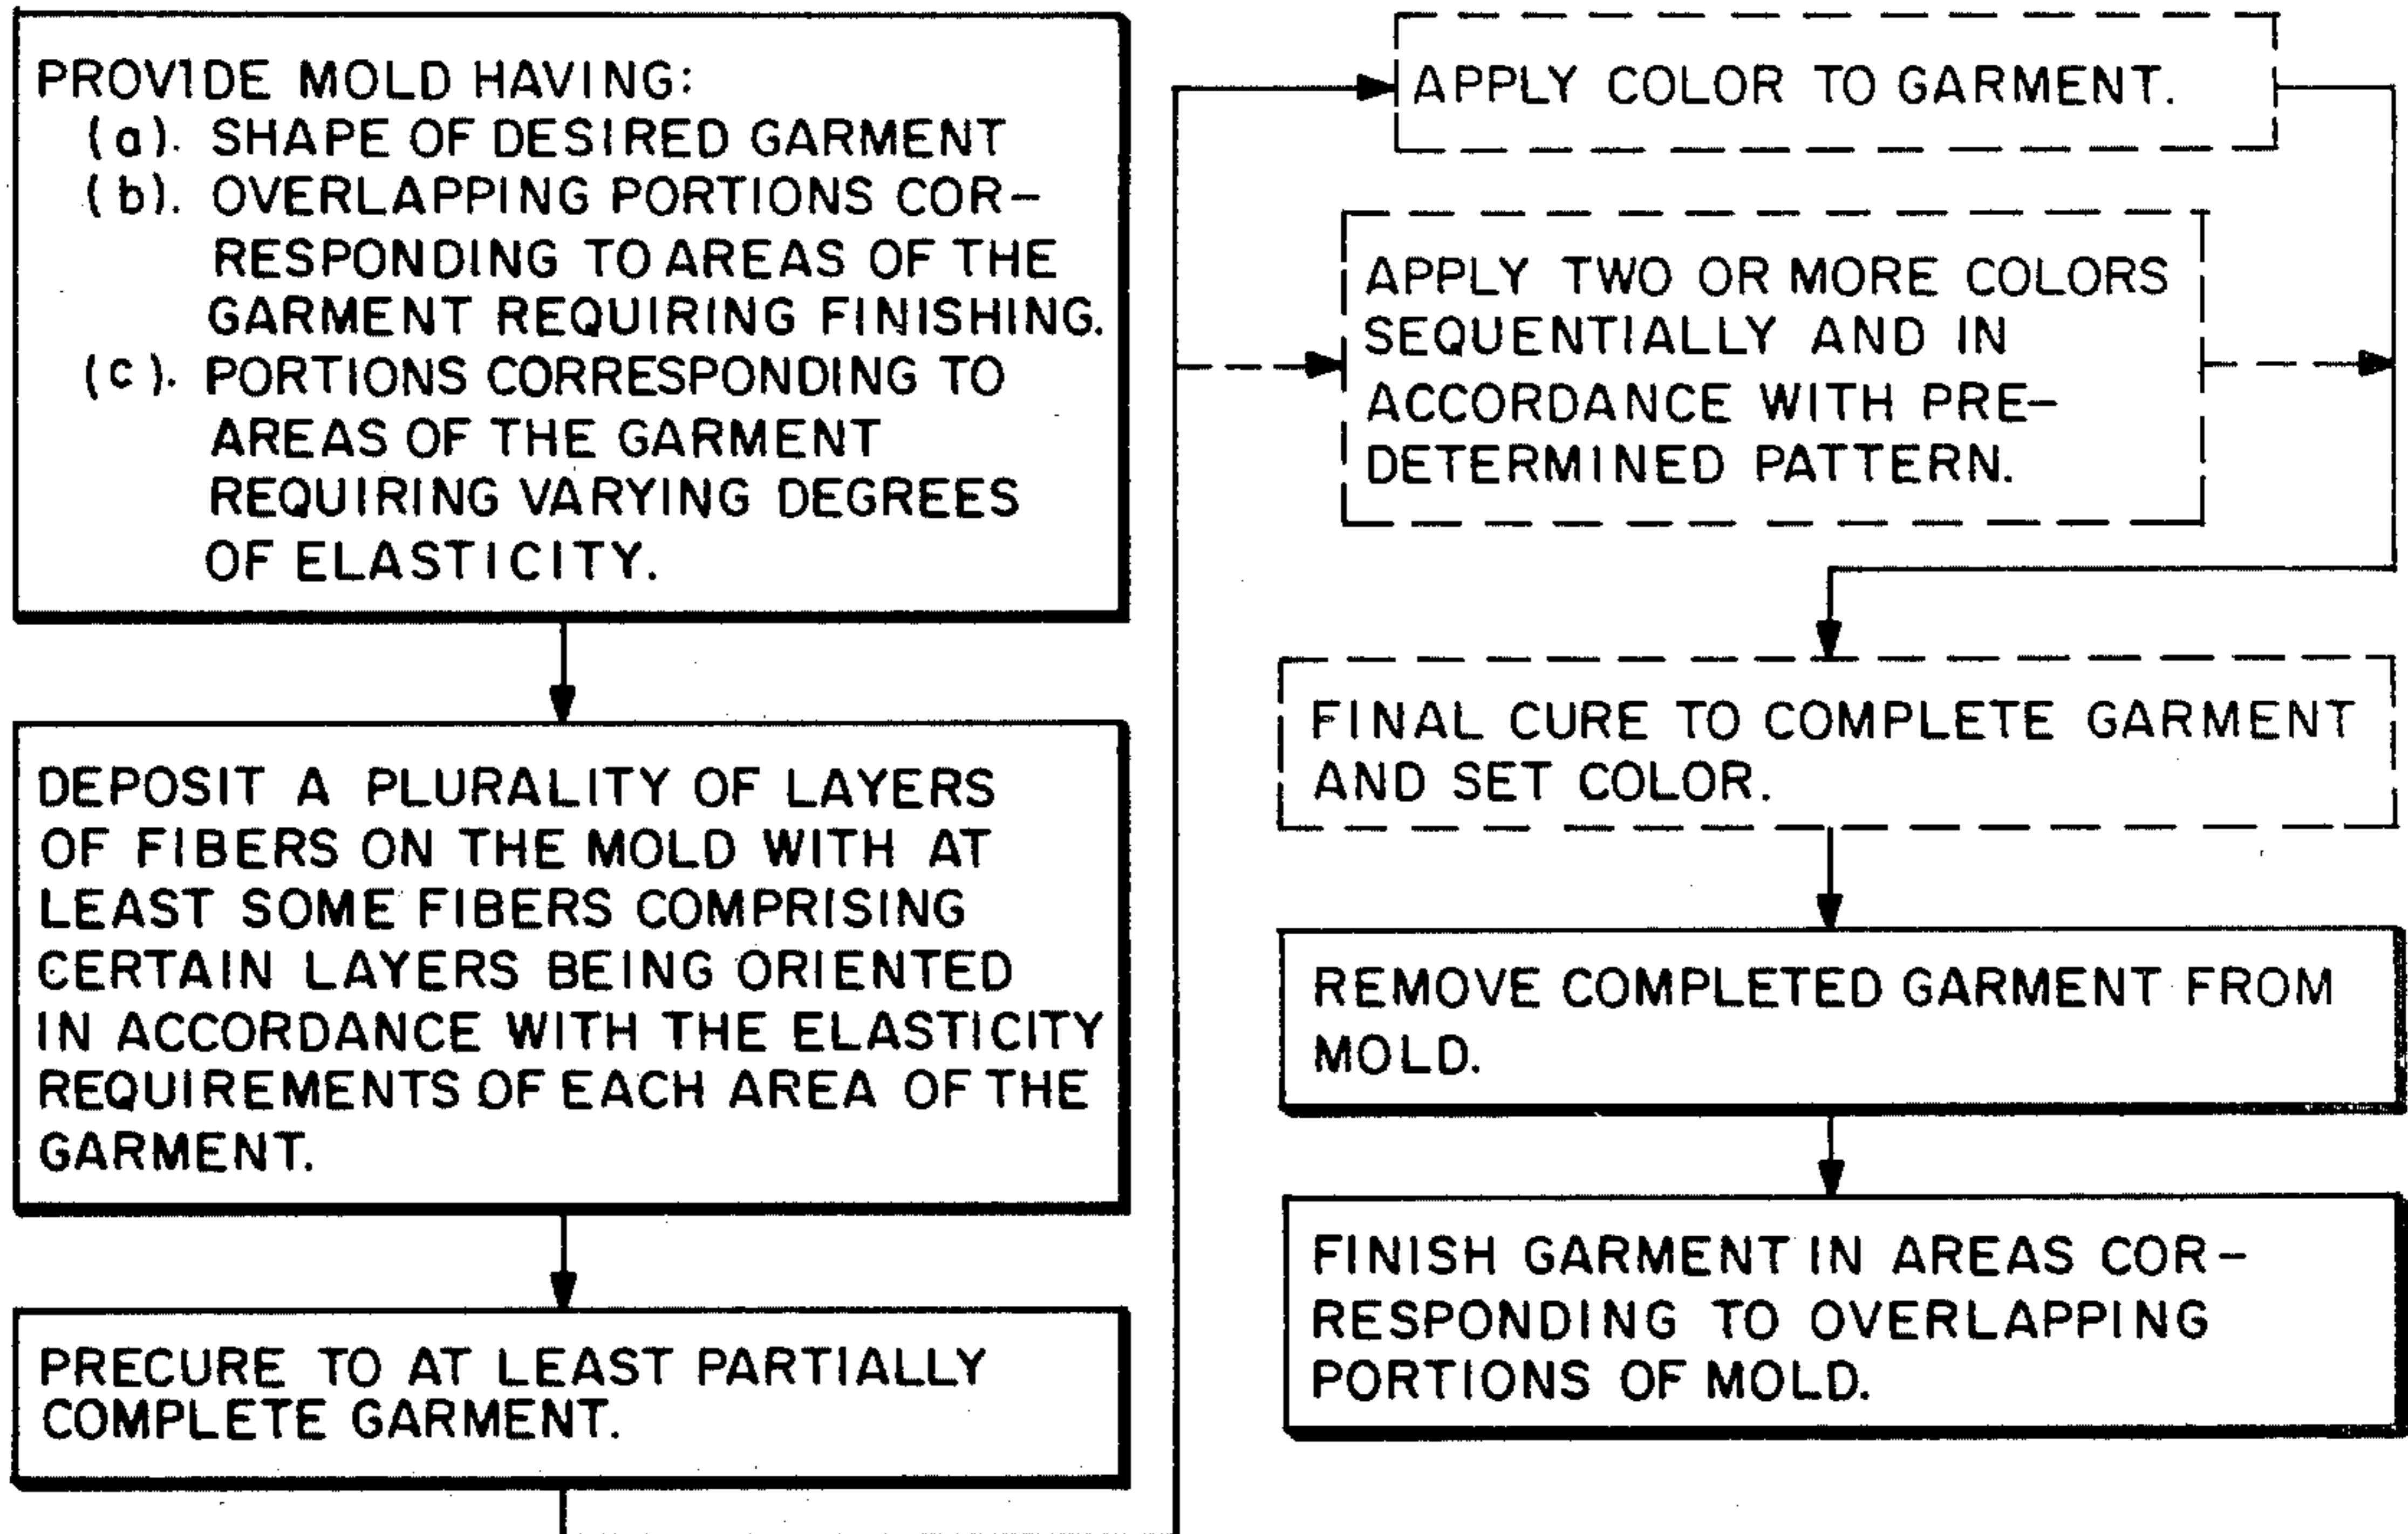 PROVIDE MOLD HAVING:
(a). SHAPE OF DESIRED GARMENT
(b). OVERLAPPING PORTIONS COR-
RESPONDING TO AREAS OF THE
GARMENT REQUIRING FINISHING.
(c). PORTIONS CORRESPONDING TO
AREAS OF THE GARMENT
REQUIRING VARYING DEGREES
OF ELASTICITY.
DEPOSIT A PLURALITY OF LAYERS
OF FIBERS ON THE MOLD WITH AT
LEAST SOME FIBERS COMPRISING
CERTAIN LAYERS BEING ORIENTED
IN ACCORDANCE WITH THE ELASTICITY
REQUIREMENTS OF EACH AREA OF THE
GARMENT.
PRECURE TO AT LEAST PARTIALLY
COMPLETE GARMENT.
APPLY COLOR TO GARMENT.
APPLY TWO OR MORE COLORS
SEQUENTIALLY AND IN
ACCORDANCE WITH PRE-
DETERMINED PATTERN.
FINAL CURE TO COMPLETE GARMENT
AND SET COLOR.
REMOVE COMPLETED GARMENT FROM
MOLD.
FINISH GARMENT IN AREAS COR-
RESPONDING TO OVERLAPPING
PORTIONS OF MOLD.